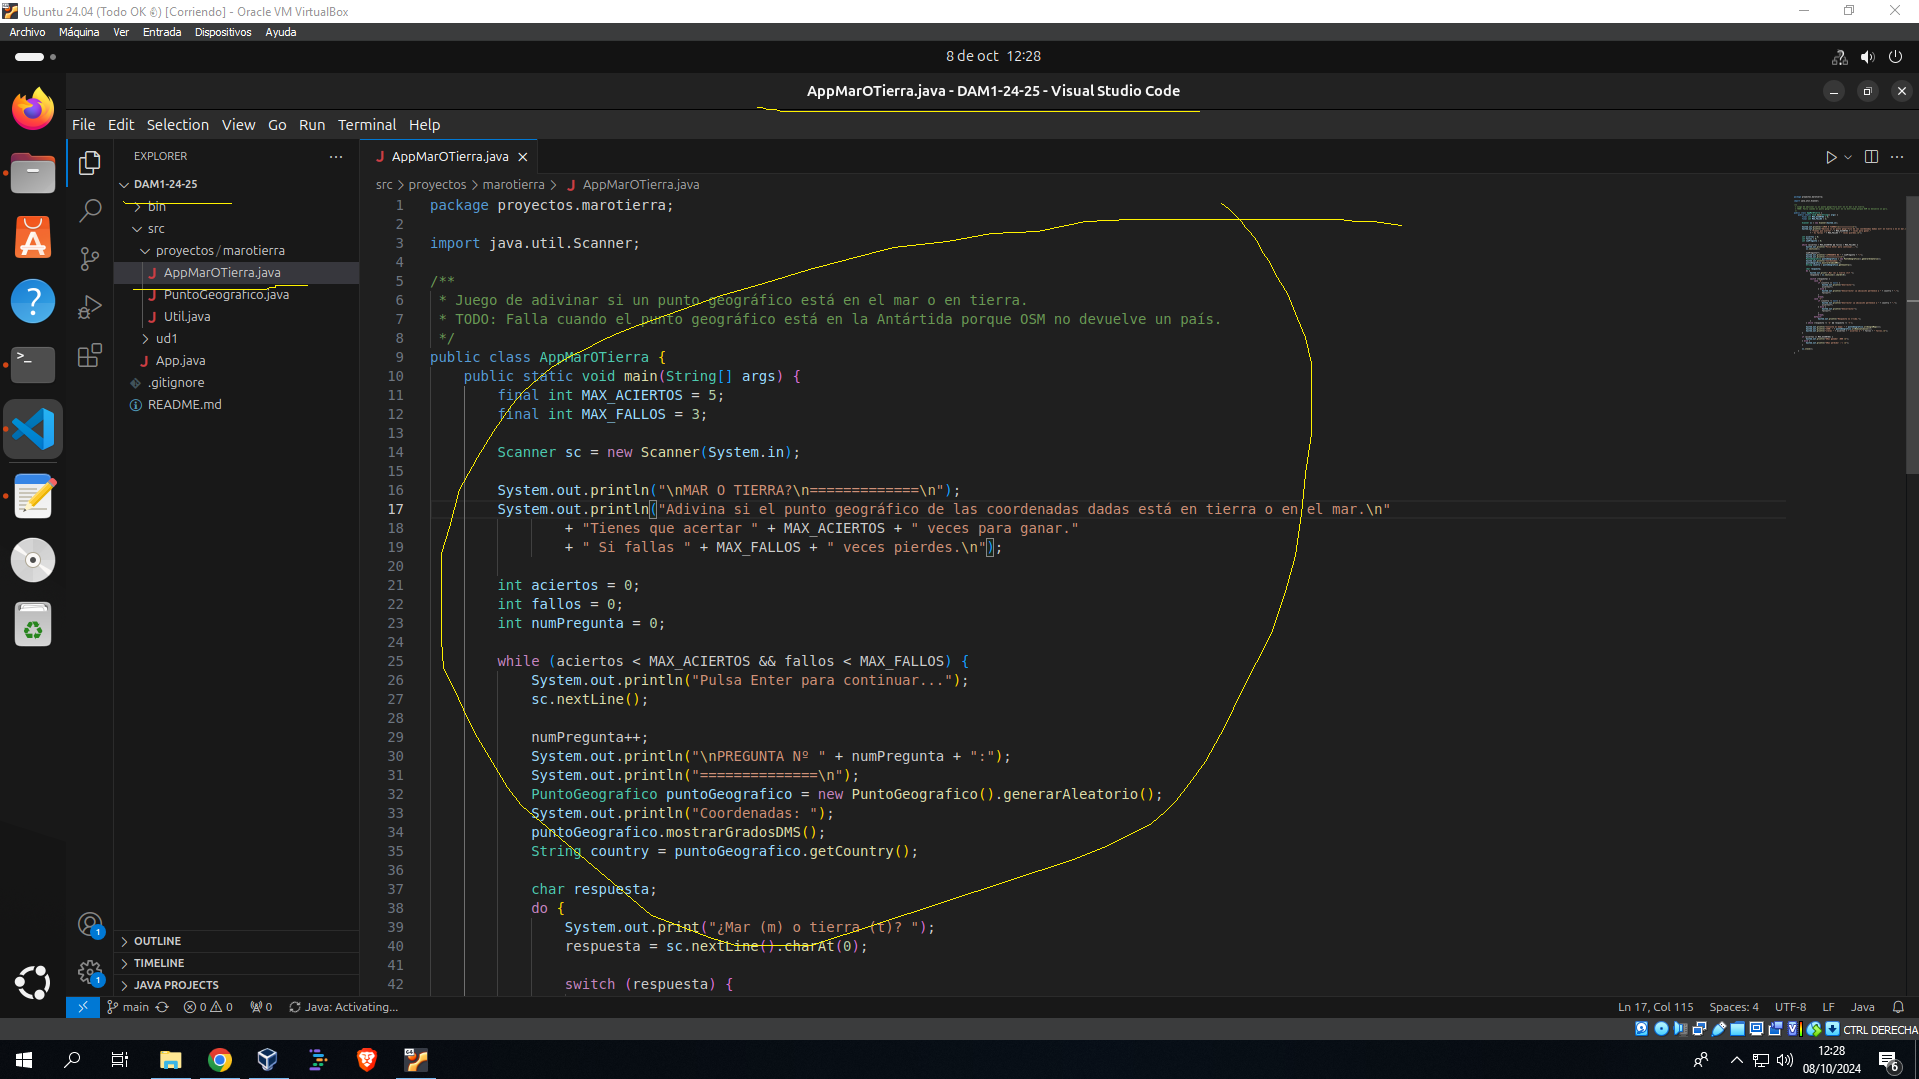 Ubuntu 24.04 (Todo OK ✌) [Corriendo] - Oracle VM VirtualBox
Archivo Máquina Ver Entrada Dispositivos Ayuda
8 de oct 12:28
AppMarOTierra.java - DAM1-24-25 - Visual Studio Code
File Edit Selection View Go Run Terminal Help
EXPLORER
DAM1-24-25
bin
src
proyectos / marotierra
AppMarOTierra.java
PuntoGeografico.java
Util.java
ud1
App.java
.gitignore
README.md
OUTLINE
TIMELINE
JAVA PROJECTS
AppMarOTierra.java
src > proyectos > marotierra > AppMarOTierra.java
1 package proyectos.marotierra;
2
3 import java.util.Scanner;
4
5 /**
6 * Juego de adivinar si un punto geográfico está en el mar o en tierra.
7 * TODO: Falla cuando el punto geográfico está en la Antártida porque OSM no devuelve un país.
8 */
9 public class AppMarOTierra {
10 public static void main(String[] args) {
11 final int MAX_ACIERTOS = 5;
12 final int MAX_FALLOS = 3;
13
14 Scanner sc = new Scanner(System.in);
15
16 System.out.println("\nMAR O TIERRA?\n=============\n");
17 System.out.println("Adivina si el punto geográfico de las coordenadas dadas está en tierra o en el mar.\n"
18 + "Tienes que acertar " + MAX_ACIERTOS + " veces para ganar."
19 + " Si fallas " + MAX_FALLOS + " veces pierdes.\n");
20
21 int aciertos = 0;
22 int fallos = 0;
23 int numPregunta = 0;
24
25 while (aciertos < MAX_ACIERTOS && fallos < MAX_FALLOS) {
26 System.out.println("Pulsa Enter para continuar...");
27 sc.nextLine();
28
29 numPregunta++;
30 System.out.println("\nPREGUNTA Nº " + numPregunta + ":");
31 System.out.println("==============\n");
32 PuntoGeografico puntoGeografico = new PuntoGeografico().generarAleatorio();
33 System.out.println("Coordenadas: ");
34 puntoGeografico.mostrarGradosDMS();
35 String country = puntoGeografico.getCountry();
36
37 char respuesta;
38 do {
39 System.out.print("¿Mar (m) o tierra (t)? ");
40 respuesta = sc.nextLine().charAt(0);
41
42 switch (respuesta) {
1
1
main 0 0 0 Java: Activating...
Ln 17, Col 115 Spaces: 4 UTF-8 LF Java
CTRL DERECHA
12:28
08/10/2024
6